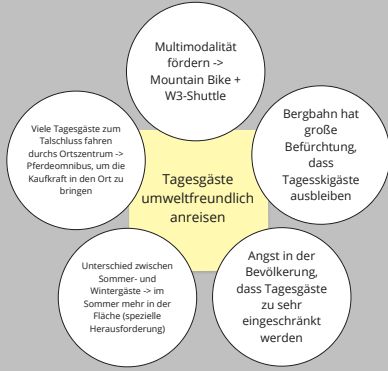 Multimodalität
fördern ->
Mountain Bike +
W3-Shuttle
Viele Tagesgäste zum
Talschluss fahren
durchs Ortszentrum ->
Pferdeomnibus, um die
Kaufkraft in den Ort zu
bringen
Bergbahn hat
große
Befürchtung,
dass
Tagesskigäste
ausbleiben
Tagesgäste
umweltfreundlich
anreisen
Unterschied zwischen
Sommer- und
Wintergäste -> im
Sommer mehr in der
Fläche (spezielle
Herausforderung)
Angst in der
Bevölkerung,
dass Tagesgäste
zu sehr
eingeschränkt
werden